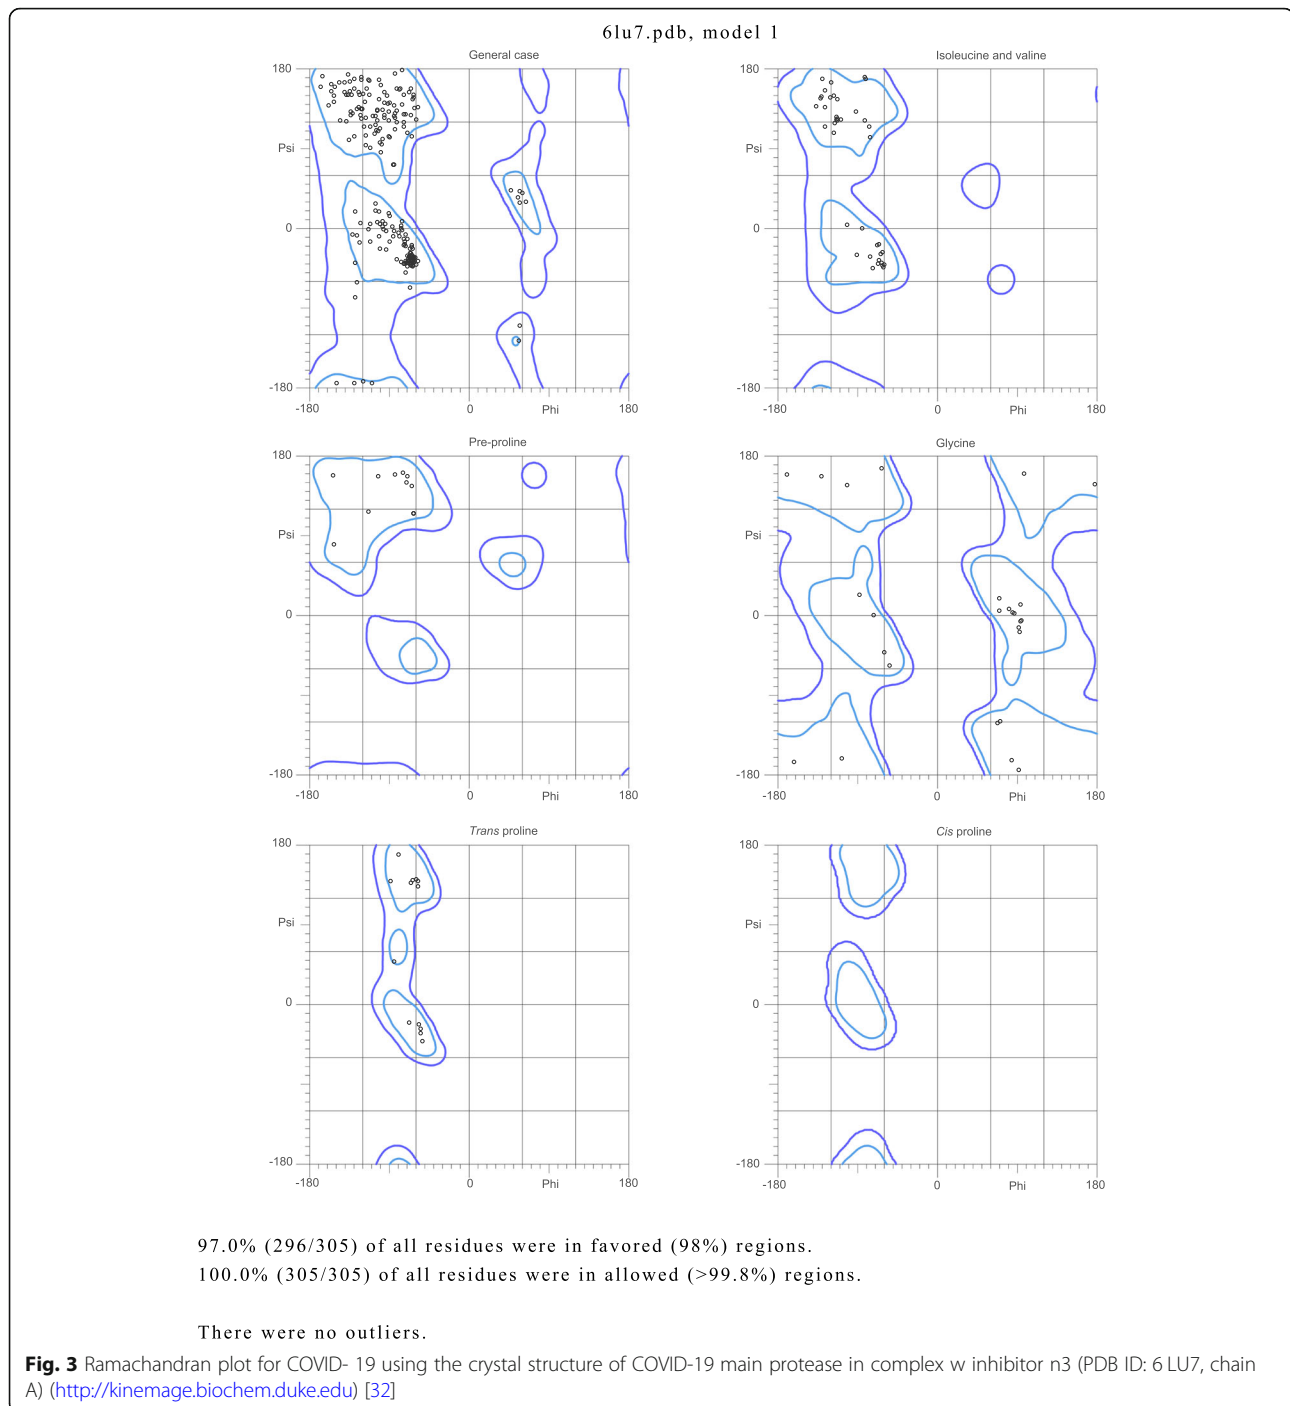 6lu7.pdb, model 1
General case
Isoleucine and valine
180
Psi
0
-180
-180
0
Phi
180
180
Psi
0
-180
-180
0
Phi
180
Pre-proline
Glycine
180
Psi
0
-180
-180
0
Phi
180
180
Psi
0
-180
-180
0
Phi
180
Trans proline
Cis proline
180
Psi
0
-180
-180
0
Phi
180
180
Psi
0
-180
-180
0
Phi
180
97.0% (296/305) of all residues were in favored (98%) regions.
100.0% (305/305) of all residues were in allowed (>99.8%) regions.
There were no outliers.
Fig. 3 Ramachandran plot for COVID- 19 using the crystal structure of COVID-19 main protease in complex w inhibitor n3 (PDB ID: 6 LU7, chain
A) (http://kinemage.biochem.duke.edu) [32]